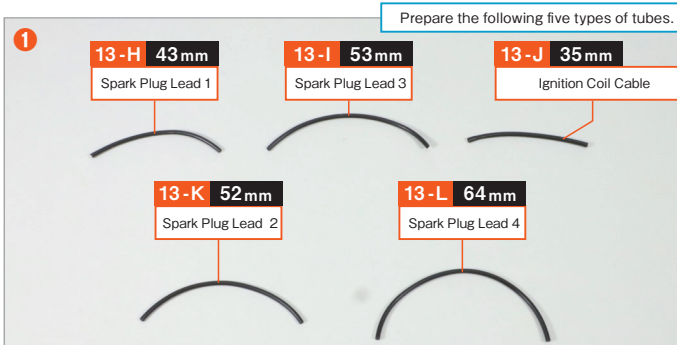 Prepare the following five types of tubes.
1
13-H 43mm
Spark Plug Lead 1
13-I 53mm
Spark Plug Lead 3
13-J 35mm
Ignition Coil Cable
13-K 52mm
Spark Plug Lead 2
13-L 64mm
Spark Plug Lead 4